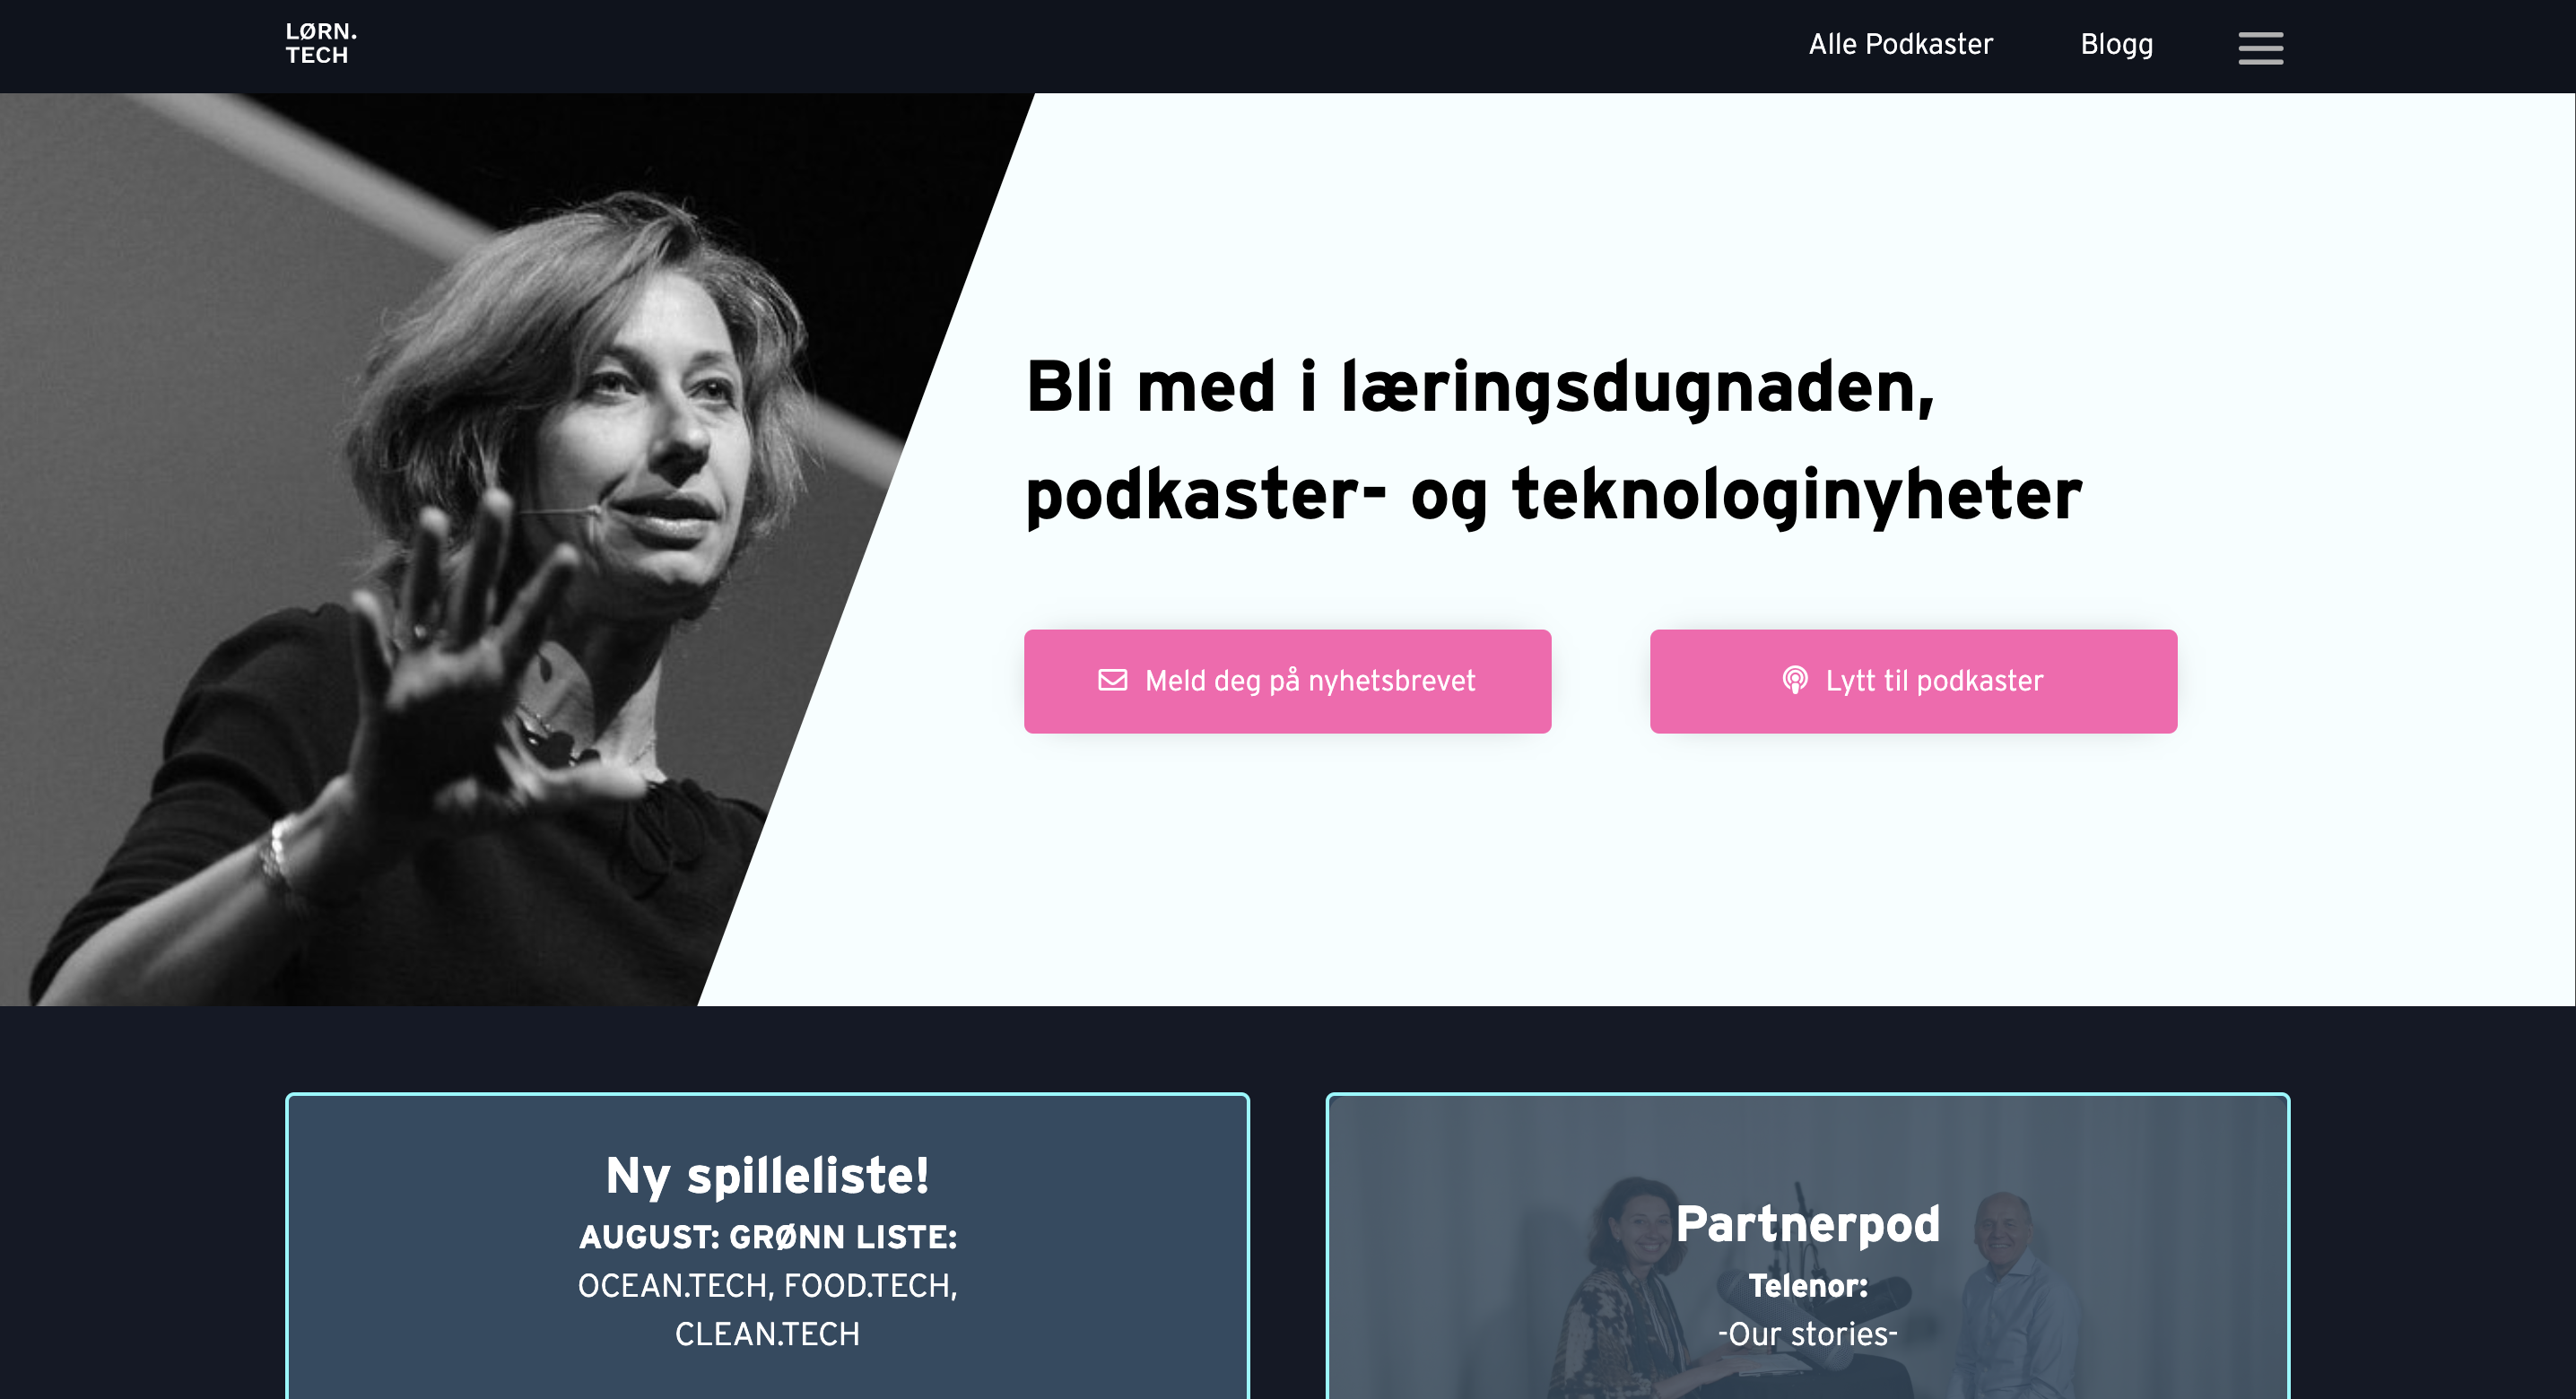 LØRN.
TECH
Alle Podkaster
Blogg
Bli med i læringsdugnaden,
podkaster- og teknologinyheter
Meld deg på nyhetsbrevet
Lytt til podkaster
Ny spilleliste!
AUGUST: GRØNN LISTE:
OCEAN.TECH, FOOD.TECH,
CLEAN.TECH
Partnerpod
Telenor:
-Our stories-